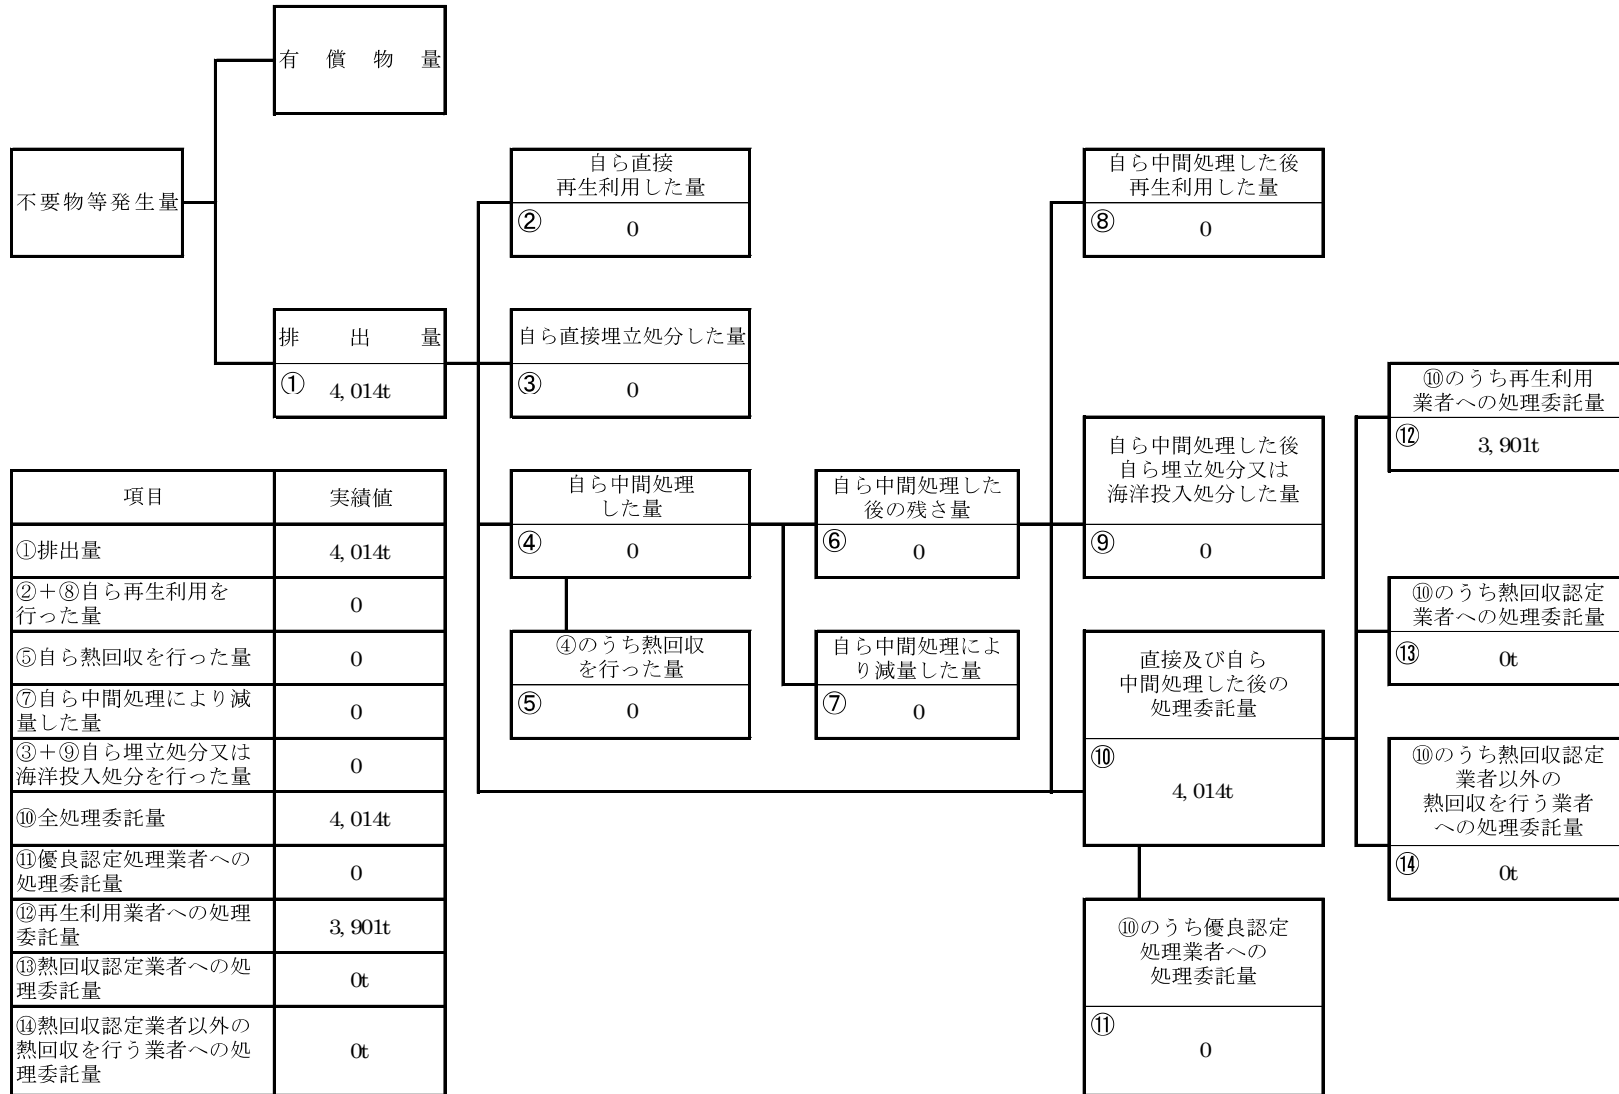 有償物量
不要物等発生量
排出量
① 4,014t
自ら直接
再生利用した量
② 0
自ら直接埋立処分した量
③ 0
自ら中間処理
した量
④ 0
④のうち熱回収
を行った量
⑤ 0
自ら中間処理した
後の残さ量
⑥ 0
自ら中間処理によ
り減量した量
⑦ 0
自ら中間処理した後
再生利用した量
⑧ 0
自ら中間処理した後
自ら埋立処分又は
海洋投入処分した量
⑨ 0
直接及び自ら
中間処理した後の
処理委託量
⑩
4,014t
⑩のうち優良認定
処理業者への
処理委託量
⑪
0
⑩のうち再生利用
業者への処理委託量
⑫ 3,901t
⑩のうち熱回収認定
業者への処理委託量
⑬ 0t
⑩のうち熱回収認定
業者以外の
熱回収を行う業者
への処理委託量
⑭ 0t
項目 実績値
①排出量 4,014t
②+⑧自ら再生利用を
行った量 0
⑤自ら熱回収を行った量 0
⑦自ら中間処理により減
量した量 0
③+⑨自ら埋立処分又は
海洋投入処分を行った量 0
⑩全処理委託量 4,014t
⑪優良認定処理業者への
処理委託量 0
⑫再生利用業者への処理
委託量 3,901t
⑬熱回収認定業者への処
理委託量 0t
⑭熱回収認定業者以外の
熱回収を行う業者への処
理委託量 0t